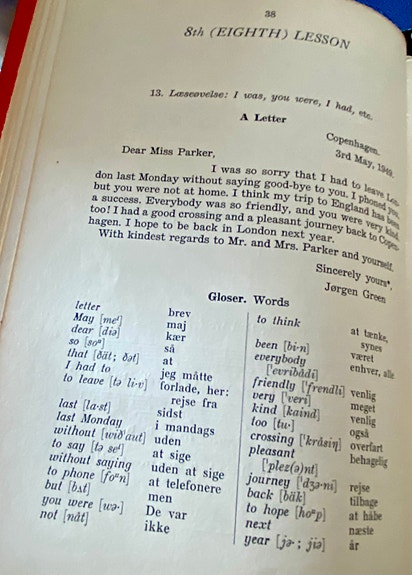 38
8th (EIGHTH) LESSON
13. Læseøvelse: I was, you were, I had, etc.
A Letter
Copenhagen.
3rd May, 1949.
Dear Miss Parker,
I was so sorry that I had to leave Lon-
don last Monday without saying good-bye to you. I phoned you,
but you were not at home. I think my trip to England has been
a success. Everybody was so friendly, and you were very kind,
too! I had a good crossing and a pleasant journey back to Copen-
hagen. I hope to be back in London next year.
With kindest regards to Mr. and Mrs. Parker and yourself.
Sincerely yours*,
Jørgen Green
Gloser. Words
letter brev
May [meⁱ] maj
dear [diə] kær
so [soᵘ] så
that [ðät; ðət] at
I had to jeg måtte
to leave [tə li·v] forlade, her:
rejse fra
last [la·st] sidst
last Monday i mandags
without [wiðˈaut] uden
to say [tə seⁱ] at sige
without saying uden at sige
to phone [foᵘn] at telefonere
but [bʌt] men
you were [wə·] De var
not [nåt] ikke
to think at tænke,
synes
been [bi·n] været
everybody enhver, alle
[ˈevribådi]
friendly [ˈfrendli] venlig
very [ˈveri] meget
kind [kaind] venlig
too [tu·] også
crossing [ˈkråsiŋ] overfart
pleasant behagelig
[ˈplez(ə)nt]
journey [ˈdʒə·ni] rejse
back [bäk] tilbage
to hope [hoᵘp] at håbe
next næste
year [jə·; jiə] år